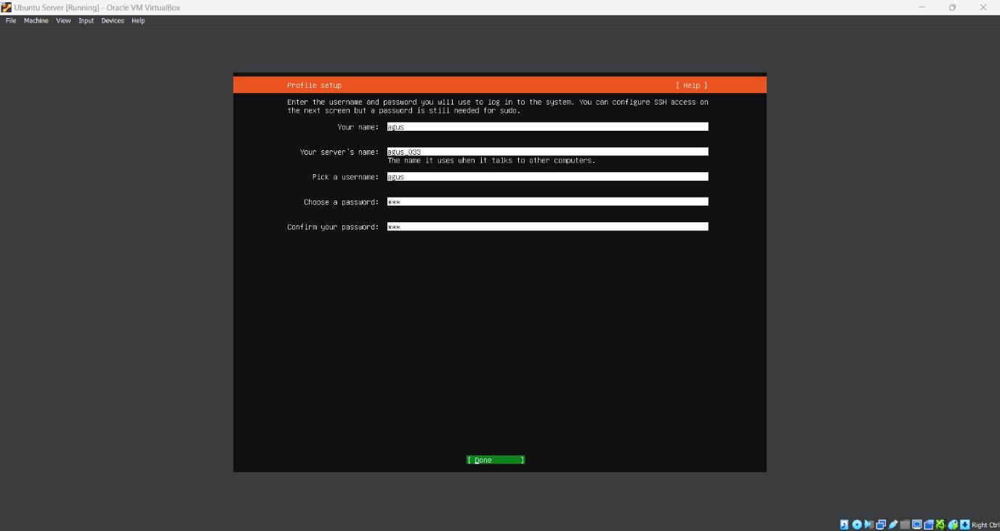 Ubuntu Server [Running] - Oracle VM VirtualBox
File Machine View Input Devices Help
Profile setup [ Help ]
Enter the username and password you will use to log in to the system. You can configure SSH access on
the next screen but a password is still needed for sudo.
Your name: agus
Your server's name: agus_033
The name it uses when it talks to other computers.
Pick a username: agus
Choose a password: ***
Confirm your password: ***
[ Done ]
Right Ctrl